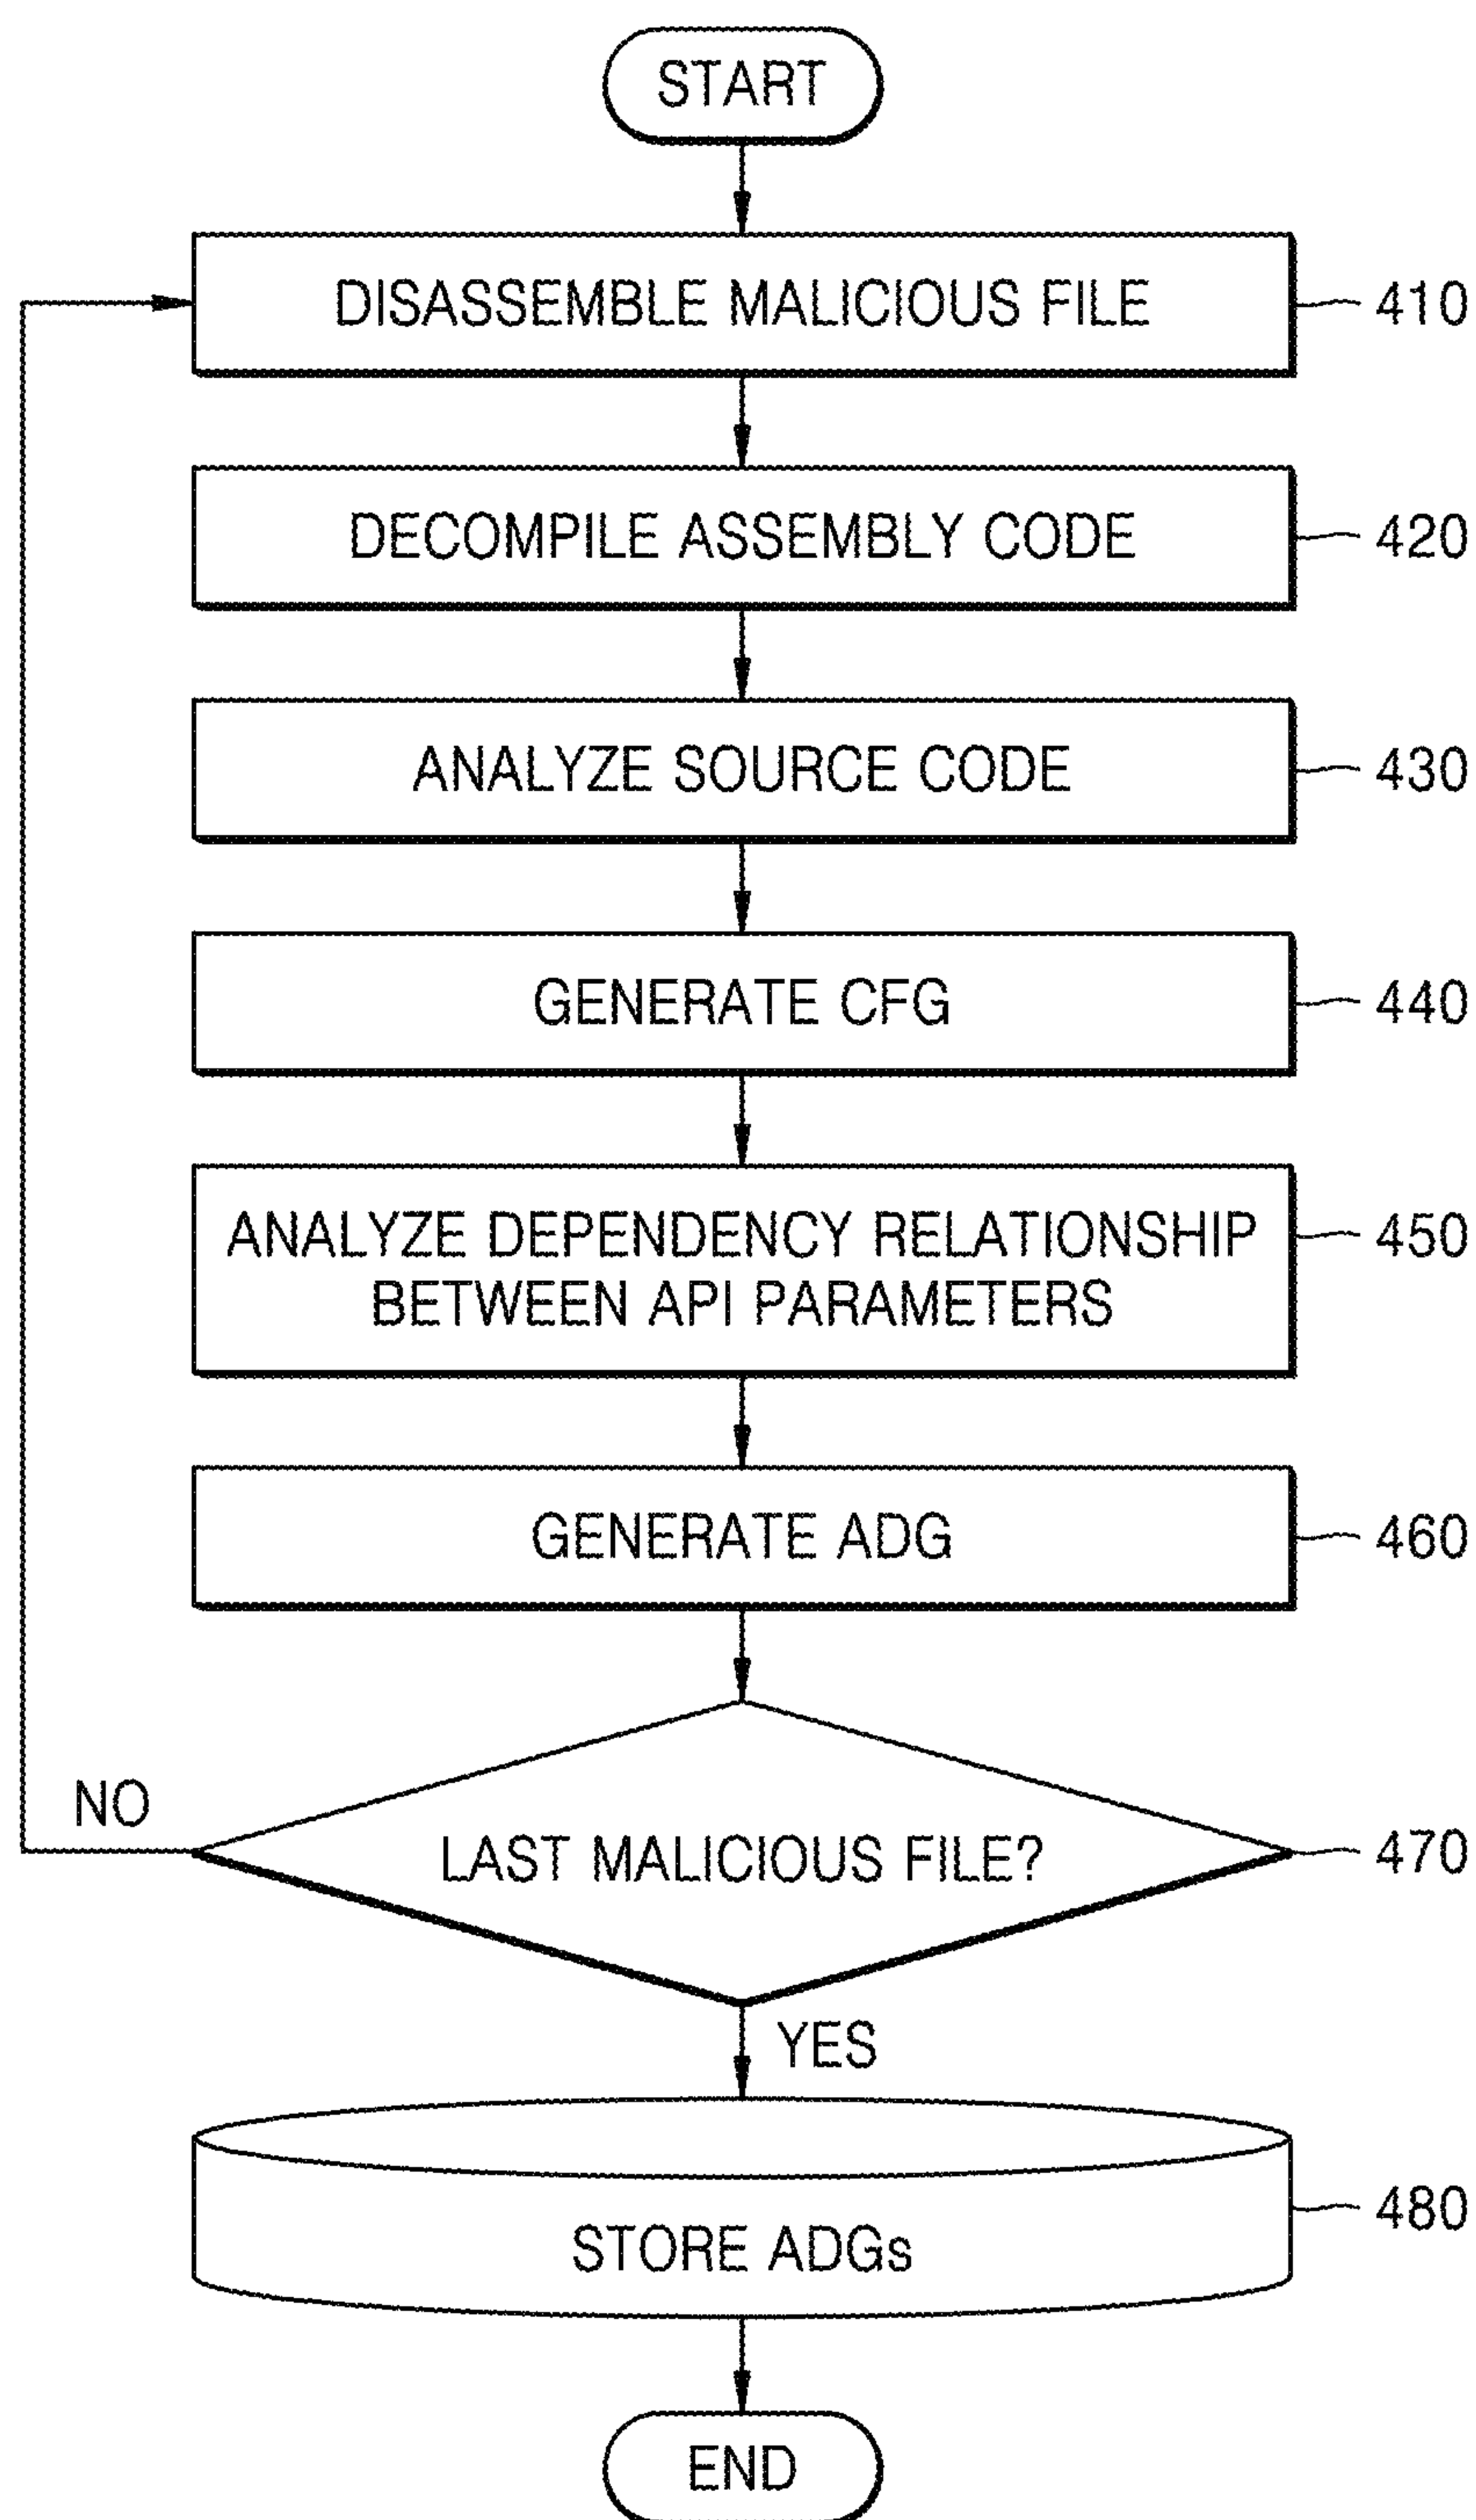 START
DISASSEMBLE MALICIOUS FILE
410
DECOMPILE ASSEMBLY CODE
420
ANALYZE SOURCE CODE
430
GENERATE CFG
440
ANALYZE DEPENDENCY RELATIONSHIP
BETWEEN API PARAMETERS
450
GENERATE ADG
460
NO
LAST MALICIOUS FILE?
470
YES
STORE ADGs
480
END